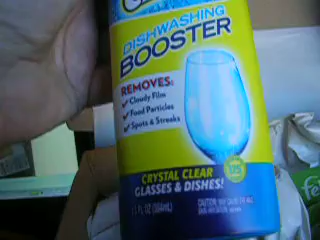 DISHWASHING
BOOSTER
REMOVES:
Cloudy Film
Food Particles
Spots & Streaks
CRYSTAL CLEAR
GLASSES & DISHES!